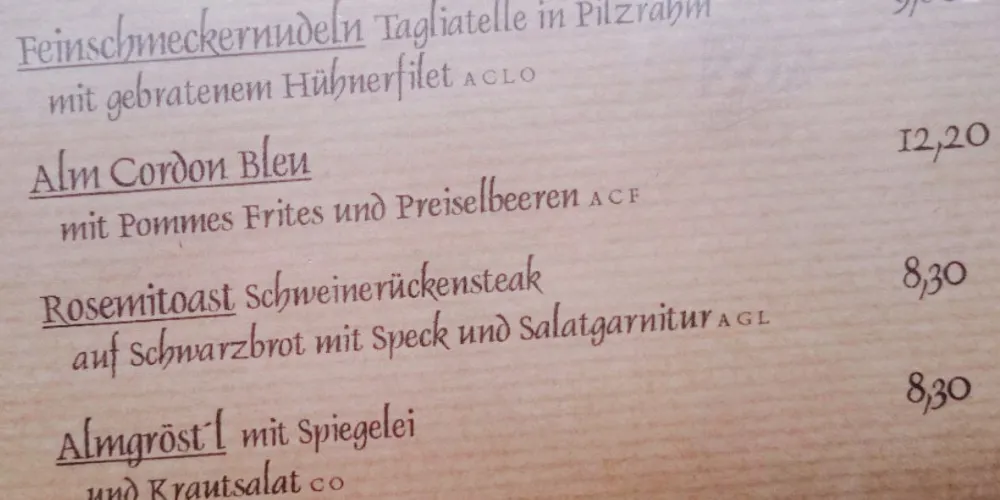 Feinschmeckernudeln Tagliatelle in Pilzrahm
mit gebratenem Hühnerfilet A C L O
Alm Cordon Bleu 12,20
mit Pommes Frites und Preiselbeeren A C F
Rosemitoast Schweinerückensteak 8,30
auf Schwarzbrot mit Speck und Salatgarnitur A G L
Almgröst´l mit Spiegelei 8,30
und Krautsalat C O